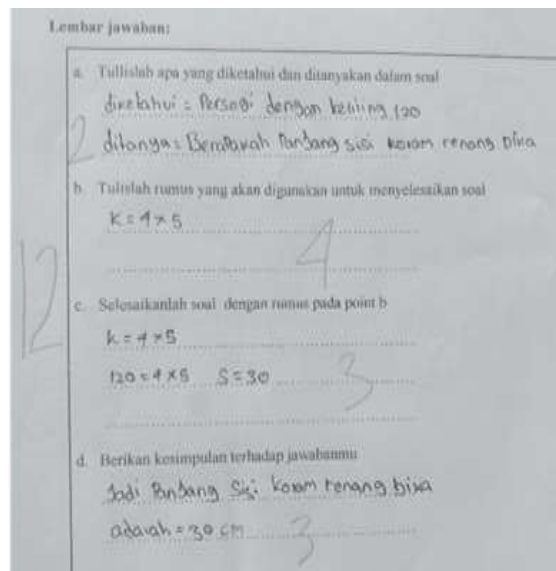 Lembar jawaban:
a. Tulislah apa yang diketahui dan ditanyakan dalam soal
diketahui = Persegi dengan keliling 120
ditanya = Berapakah Panjang sisi kolam renang Dika
2
b. Tulislah rumus yang akan digunakan untuk menyelesaikan soal
K = 4 × S
4
12
c. Selesaikanlah soal dengan rumus pada point b
k = 4 × S
120 = 4 × S S = 30
3
d. Berikan kesimpulan terhadap jawabanmu
Jadi Panjang Sisi kolam renang Dika
adalah = 30 cm
3